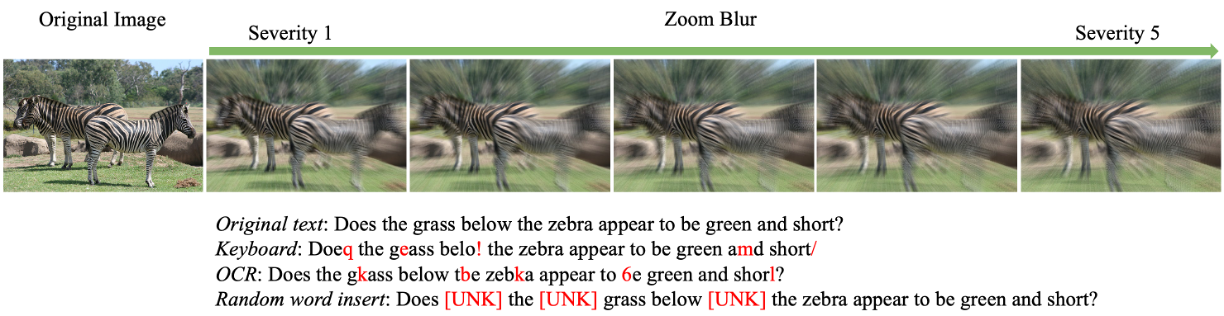 Original Image
Zoom Blur
Severity 1
Severity 5
Original text: Does the grass below the zebra appear to be green and short?
Keyboard: Doeq the geass belo! the zebra appear to be green amd short/
OCR: Does the gkass below tbe zebka appear to 6e green and shorl?
Random word insert: Does [UNK] the [UNK] grass below [UNK] the zebra appear to be green and short?